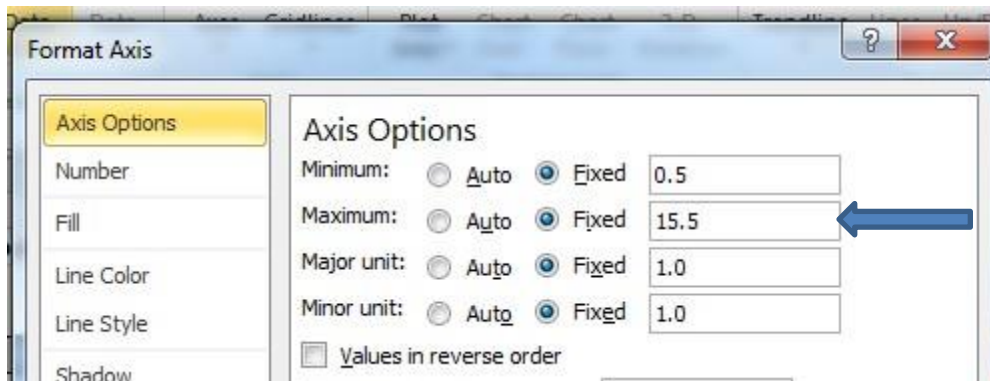 Format Axis
Axis Options
Number
Fill
Line Color
Line Style
Shadow
Axis Options
Minimum: Auto Fixed 0.5
Maximum: Auto Fixed 15.5
Major unit: Auto Fixed 1.0
Minor unit: Auto Fixed 1.0
Values in reverse order